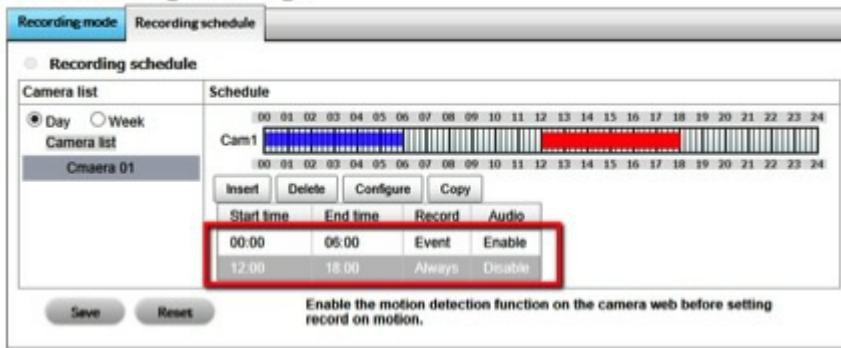 Recording mode Recording schedule
Recording schedule
Camera list Schedule
Day Week
Camera list
Cmaera 01
00 01 02 03 04 05 06 07 08 09 10 11 12 13 14 15 16 17 18 19 20 21 22 23 24
Cam1
00 01 02 03 04 05 06 07 08 09 10 11 12 13 14 15 16 17 18 19 20 21 22 23 24
Insert Delete Configure Copy
Start time End time Record Audio
00:00 06:00 Event Enable
12:00 18:00 Always Disable
Save Reset
Enable the motion detection function on the camera web before setting
record on motion.